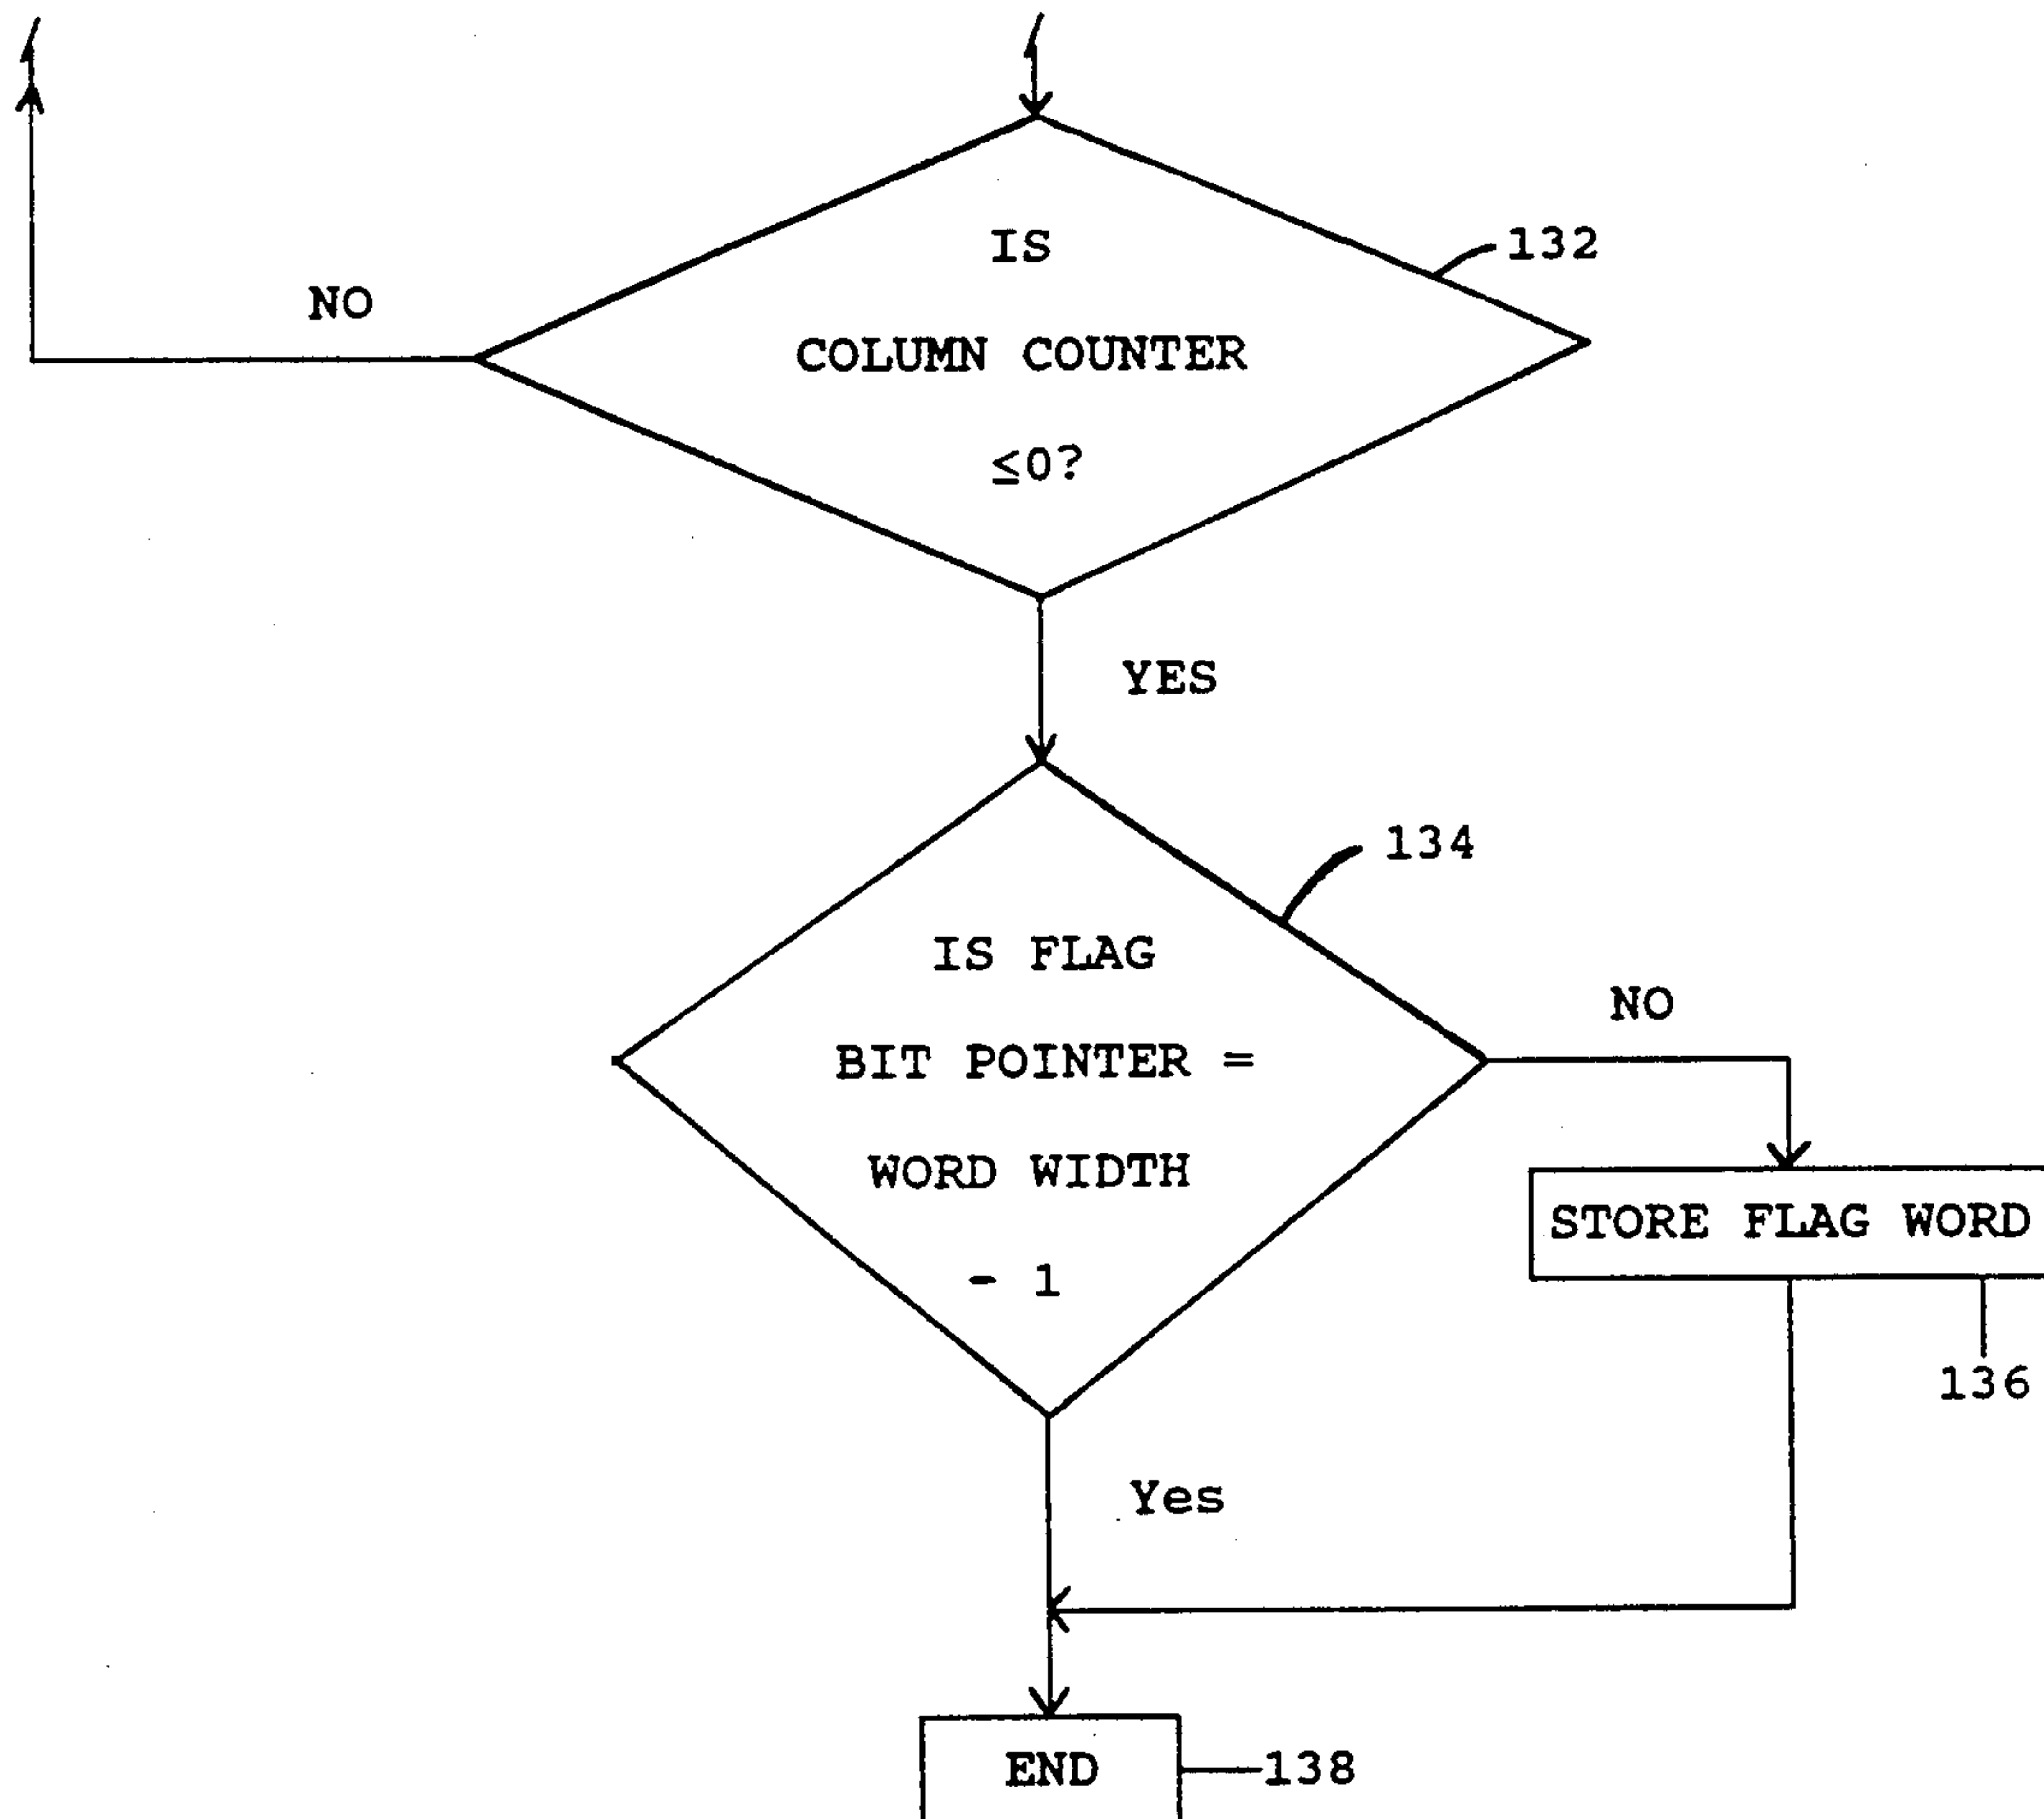 IS
132
NO
COLUMN COUNTER
≤0?
YES
134
IS FLAG
NO
BIT POINTER =
WORD WIDTH
STORE FLAG WORD
- 1
136
Yes
END
138